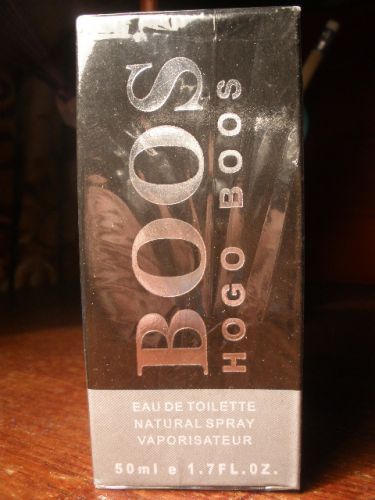 BOOS
HOGO BOOS
EAU DE TOILETTE
NATURAL SPRAY
VAPORISATEUR
50ml e 1.7FL.OZ.